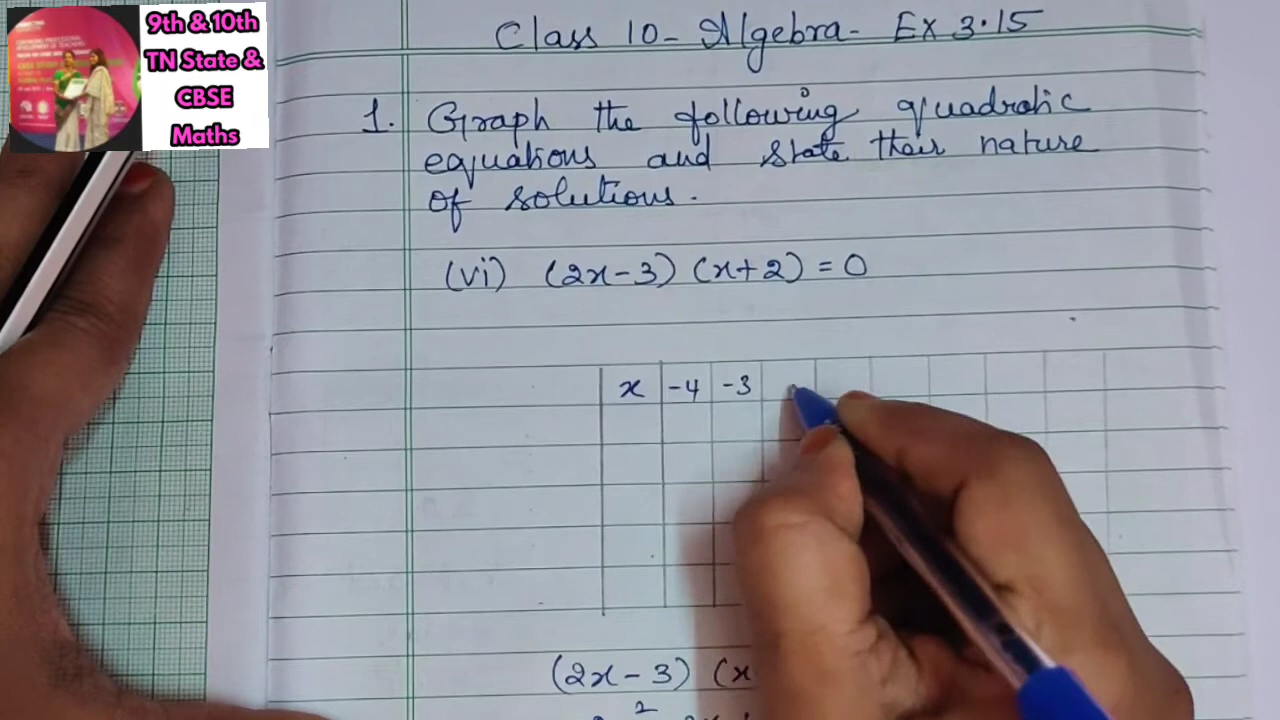 9th & 10th
TN State &
CBSE
Maths
Class 10 - Algebra - Ex 3.15
1. Graph the following quadratic
equations and state their nature
of solutions.
(vi) (2x-3) (x+2) = 0
x -4 -3
(2x-3) (x